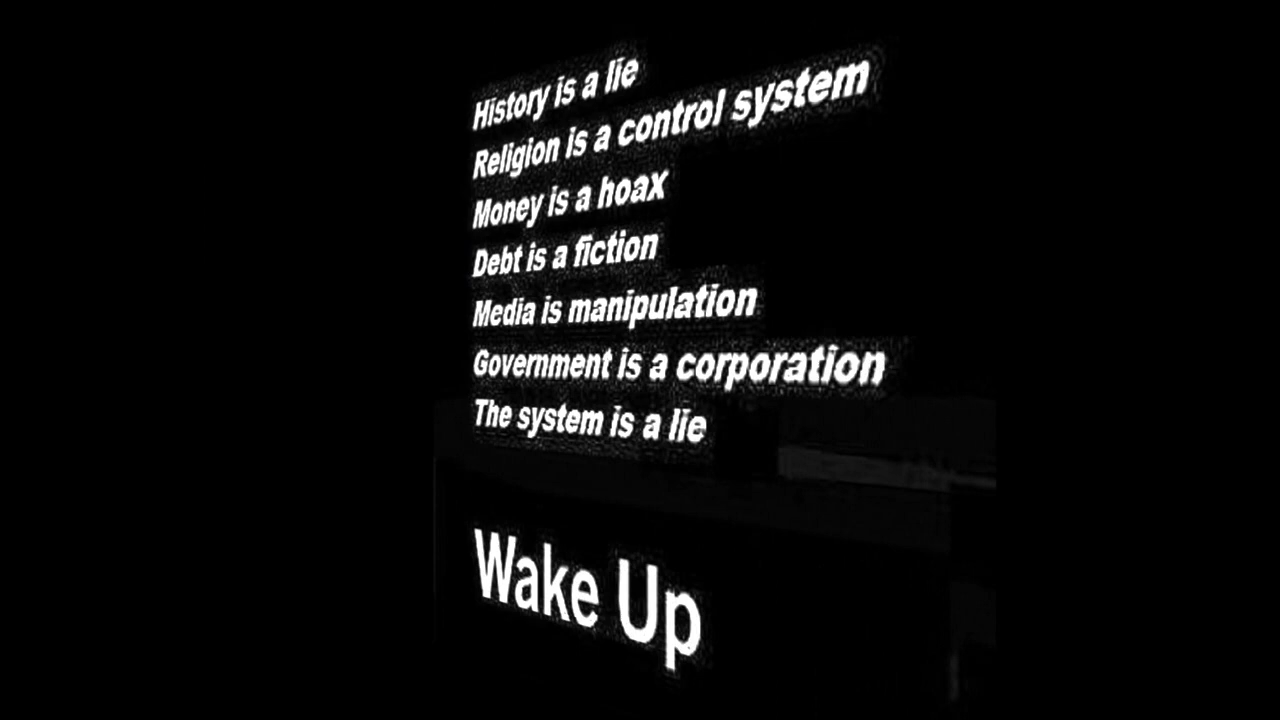 History is a lie
Religion is a control system
Money is a hoax
Debt is a fiction
Media is manipulation
Government is a corporation
The system is a lie
Wake Up